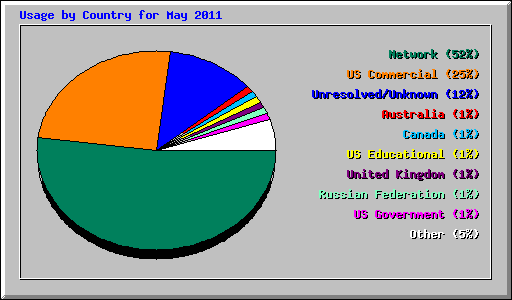 Usage by Country for May 2011
Network (52%)
US Commercial (25%)
Unresolved/Unknown (12%)
Australia (1%)
Canada (1%)
US Educational (1%)
United Kingdom (1%)
Russian Federation (1%)
US Government (1%)
Other (5%)